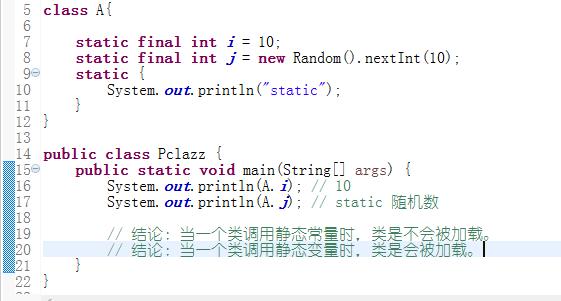 5 class A{
6
7 static final int i = 10;
8 static final int j = new Random().nextInt(10);
9 static {
10 System.out.println("static");
11 }
12 }
13
14 public class Pclazz {
15 public static void main(String[] args) {
16 System.out.println(A.i); // 10
17 System.out.println(A.j); // static 随机数
18
19 // 结论: 当一个类调用静态常量时, 类是不会被加载。
20 // 结论: 当一个类调用静态变量时, 类是会被加载。
21 }
22 }